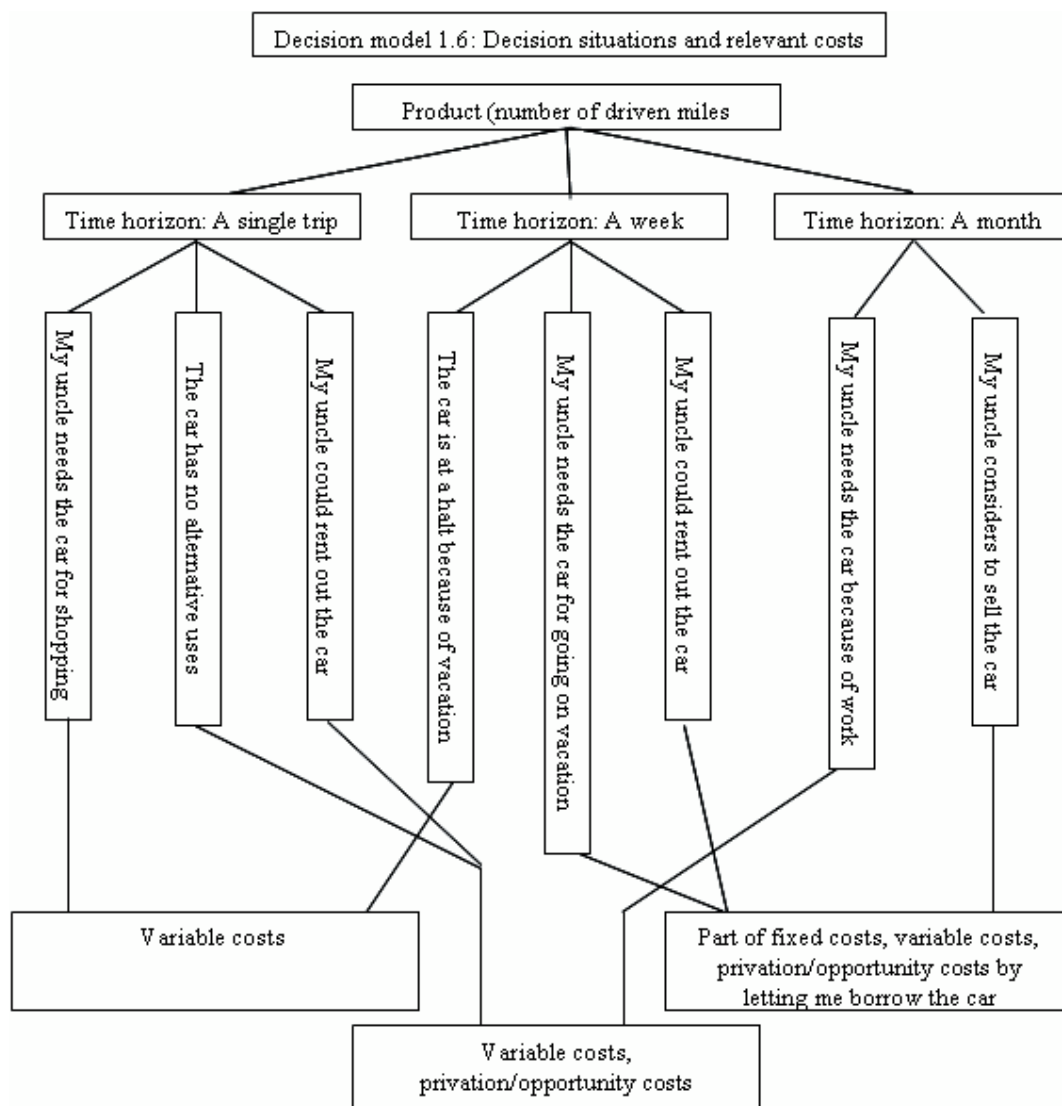 Decision model 1.6: Decision situations and relevant costs
Product (number of driven miles
Time horizon: A single trip
Time horizon: A week
Time horizon: A month
My uncle needs the car for shopping
The car has no alternative uses
My uncle could rent out the car
The car is at a halt because of vacation
My uncle needs the car for going on vacation
My uncle could rent out the car
My uncle needs the car because of work
My uncle considers to sell the car
Variable costs
Part of fixed costs, variable costs,
privation/opportunity costs by
letting me borrow the car
Variable costs,
privation/opportunity costs